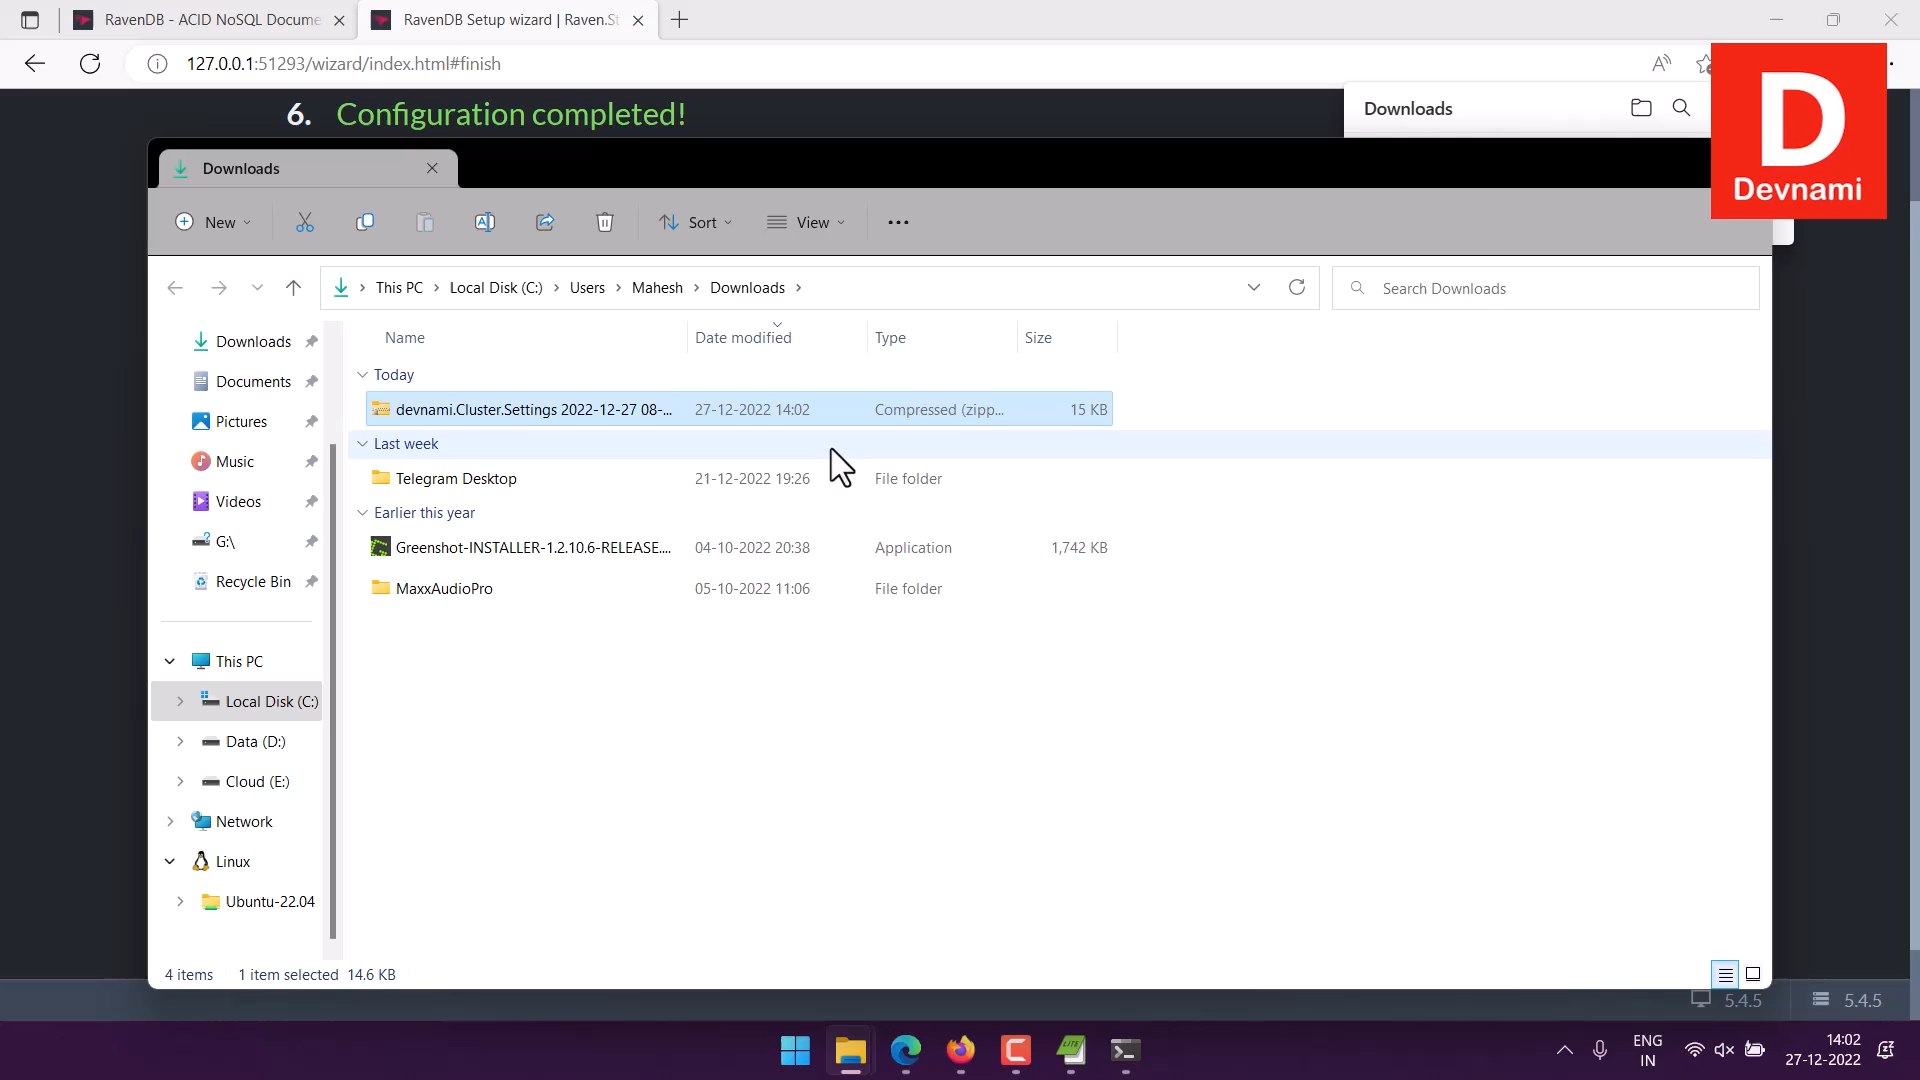 RavenDB - ACID NoSQL Docume
RavenDB Setup wizard | Raven.St
127.0.0.1:51293/wizard/index.html#finish
6. Configuration completed!
Downloads
D
Devnami
Downloads
New
Sort
View
This PC
Local Disk (C:)
Users
Mahesh
Downloads
Search Downloads
Name
Date modified
Type
Size
Today
devnami.Cluster.Settings 2022-12-27 08-...
27-12-2022 14:02
Compressed (zipp...
15 KB
Last week
Telegram Desktop
21-12-2022 19:26
File folder
Earlier this year
Greenshot-INSTALLER-1.2.10.6-RELEASE....
04-10-2022 20:38
Application
1,742 KB
MaxxAudioPro
05-10-2022 11:06
File folder
Downloads
Documents
Pictures
Music
Videos
G:\
Recycle Bin
This PC
Local Disk (C:)
Data (D:)
Cloud (E:)
Network
Linux
Ubuntu-22.04
4 items
1 item selected 14.6 KB
5.4.5
5.4.5
LITE
ENG
IN
14:02
27-12-2022